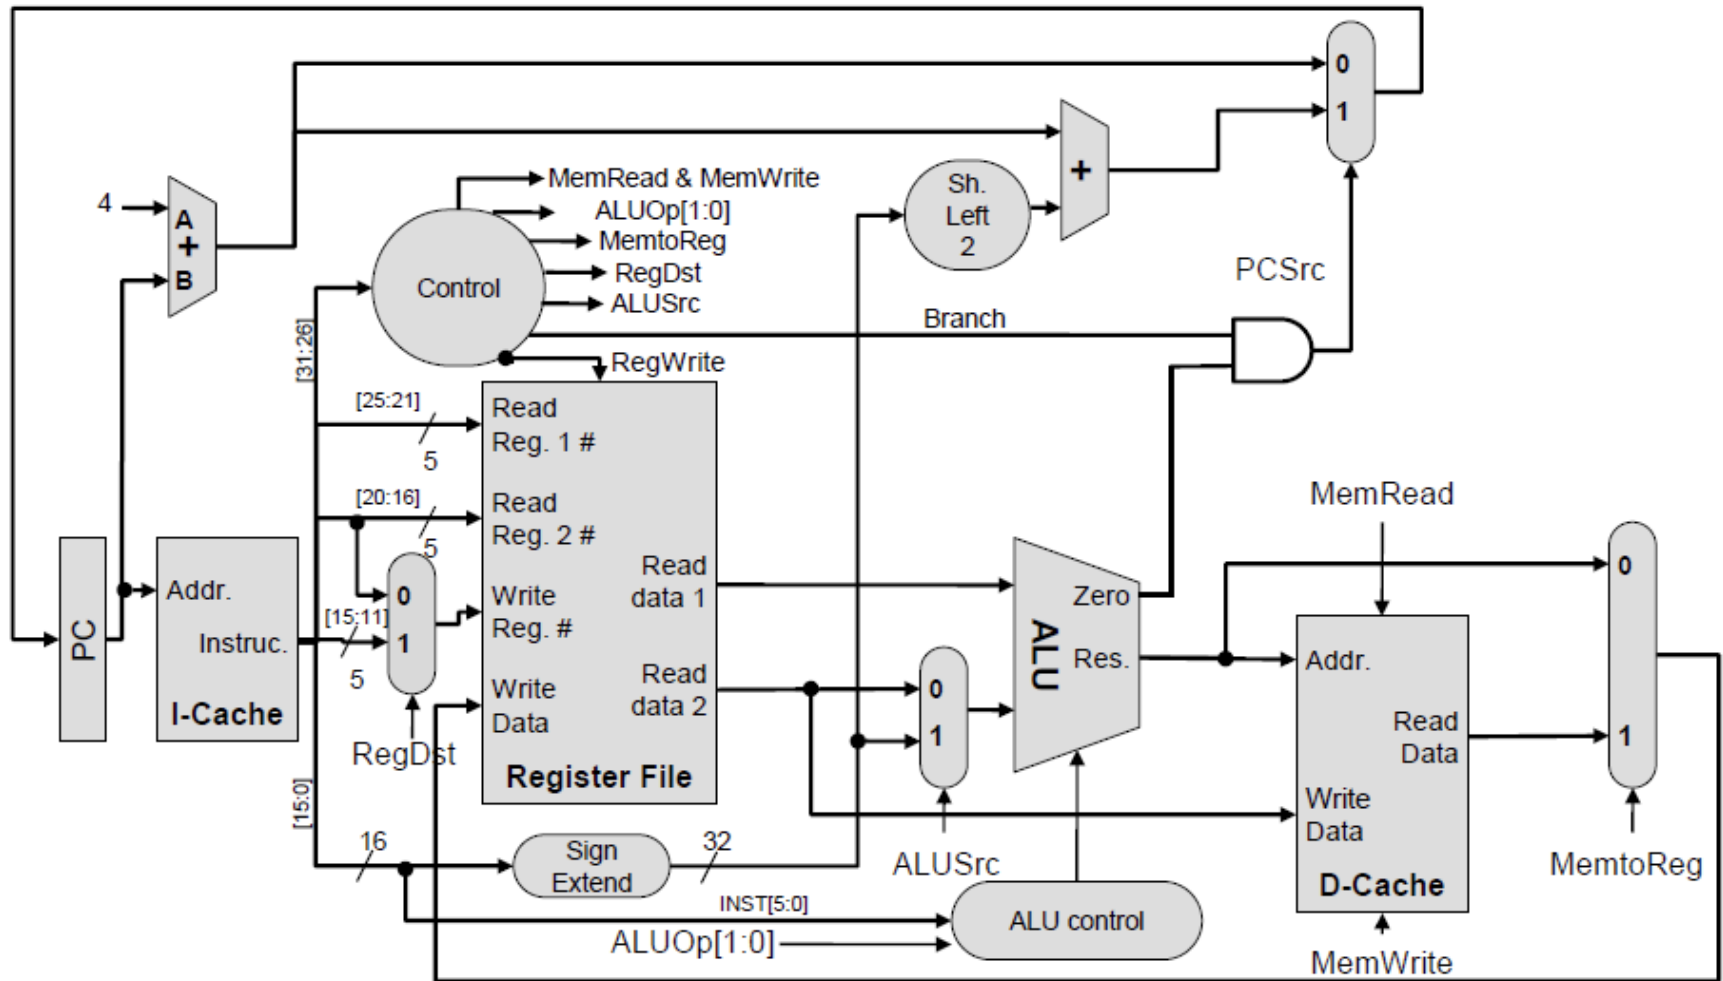 0
1
+
4
A
+
B
MemRead & MemWrite
ALUOp[1:0]
MemtoReg
RegDst
ALUSrc
Control
Sh.
Left
2
PCSrc
Branch
RegWrite
[31:26]
[25:21]
5
Read
Reg. 1 #
[20:16]
5
Read
Reg. 2 #
PC
Addr.
Instruc.
I-Cache
[15:11]
5
0
1
RegDst
Write
Reg. #
Write
Data
Read
data 1
Read
data 2
Register File
0
1
ALUSrc
Zero
ALU
Res.
MemRead
Addr.
Read
Data
Write
Data
D-Cache
MemWrite
0
1
MemtoReg
[15:0]
16
Sign
Extend
32
INST[5:0]
ALUOp[1:0]
ALU control